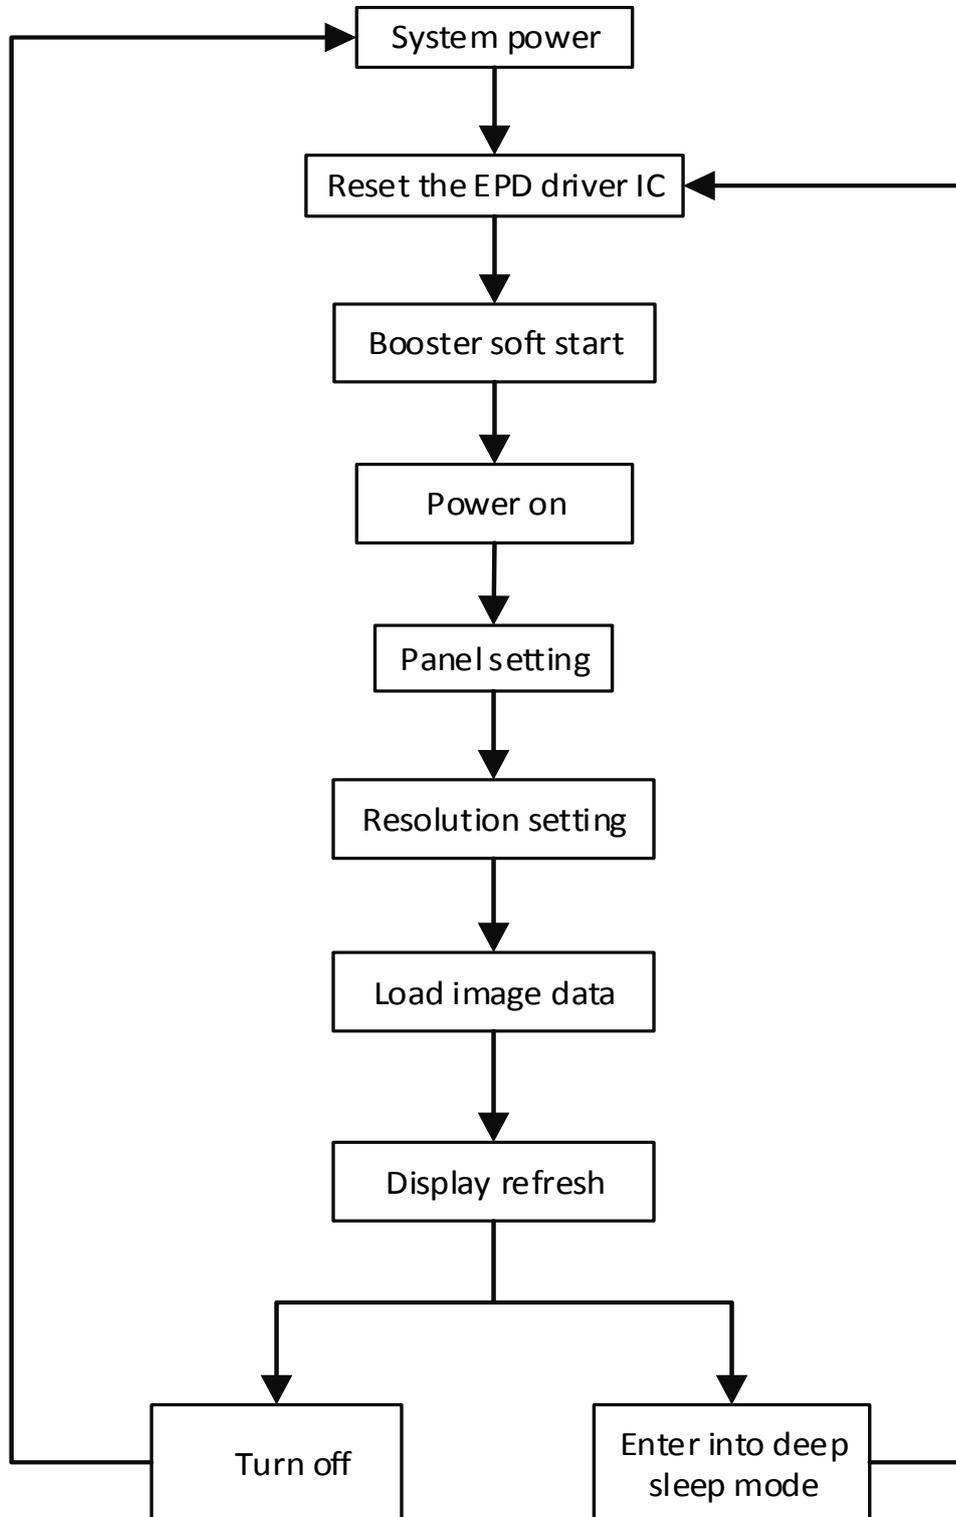 System power
Reset the EPD driver IC
Booster soft start
Power on
Panel setting
Resolution setting
Load image data
Display refresh
Turn off
Enter into deep
sleep mode